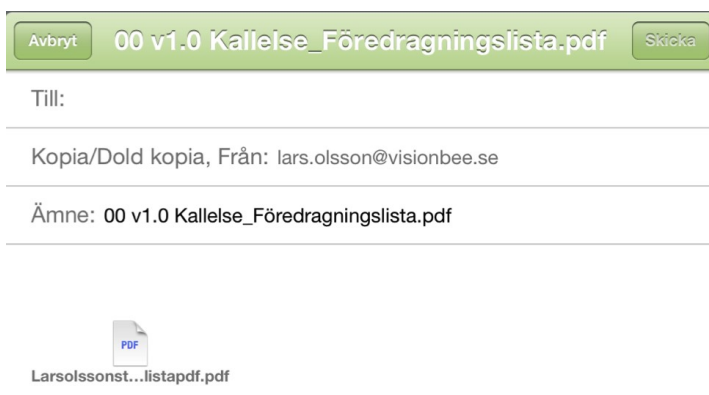 Avbryt 00 v1.0 Kallelse_Föredragningslista.pdf Skicka
Till:
Kopia/Dold kopia, Från: lars.olsson@visionbee.se
Ämne: 00 v1.0 Kallelse_Föredragningslista.pdf
PDF
Larsolssonst...listapdf.pdf